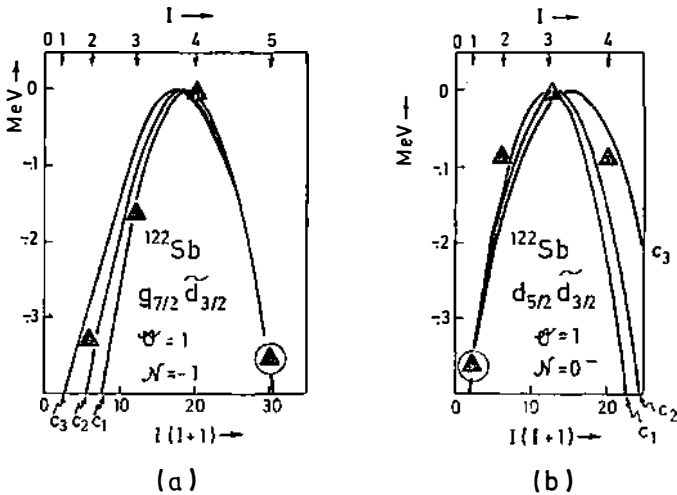 I →
0 1 2 3 4 5
MeV →
0
-.1
-.2
-.3
¹²²Sb
g₇/₂ d̃₃/₂
𝒱 = 1
𝒩 = -1
0 10 20 30
c₃ c₂ c₁
I (I+1) →
(a)
I →
0 1 2 3 4
MeV →
0
-.1
-.2
-.3
¹²²Sb
d₅/₂ d̃₃/₂
𝒱 = 1
𝒩 = 0⁻
c₃
0 10 20
c₂
c₁
I (I+1) →
(b)